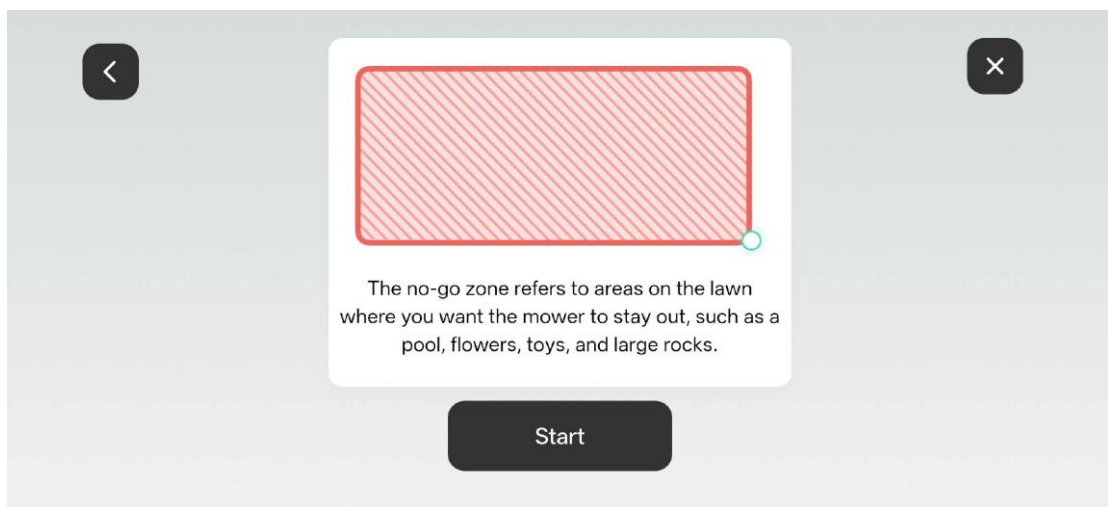 The no-go zone refers to areas on the lawn
where you want the mower to stay out, such as a
pool, flowers, toys, and large rocks.
Start